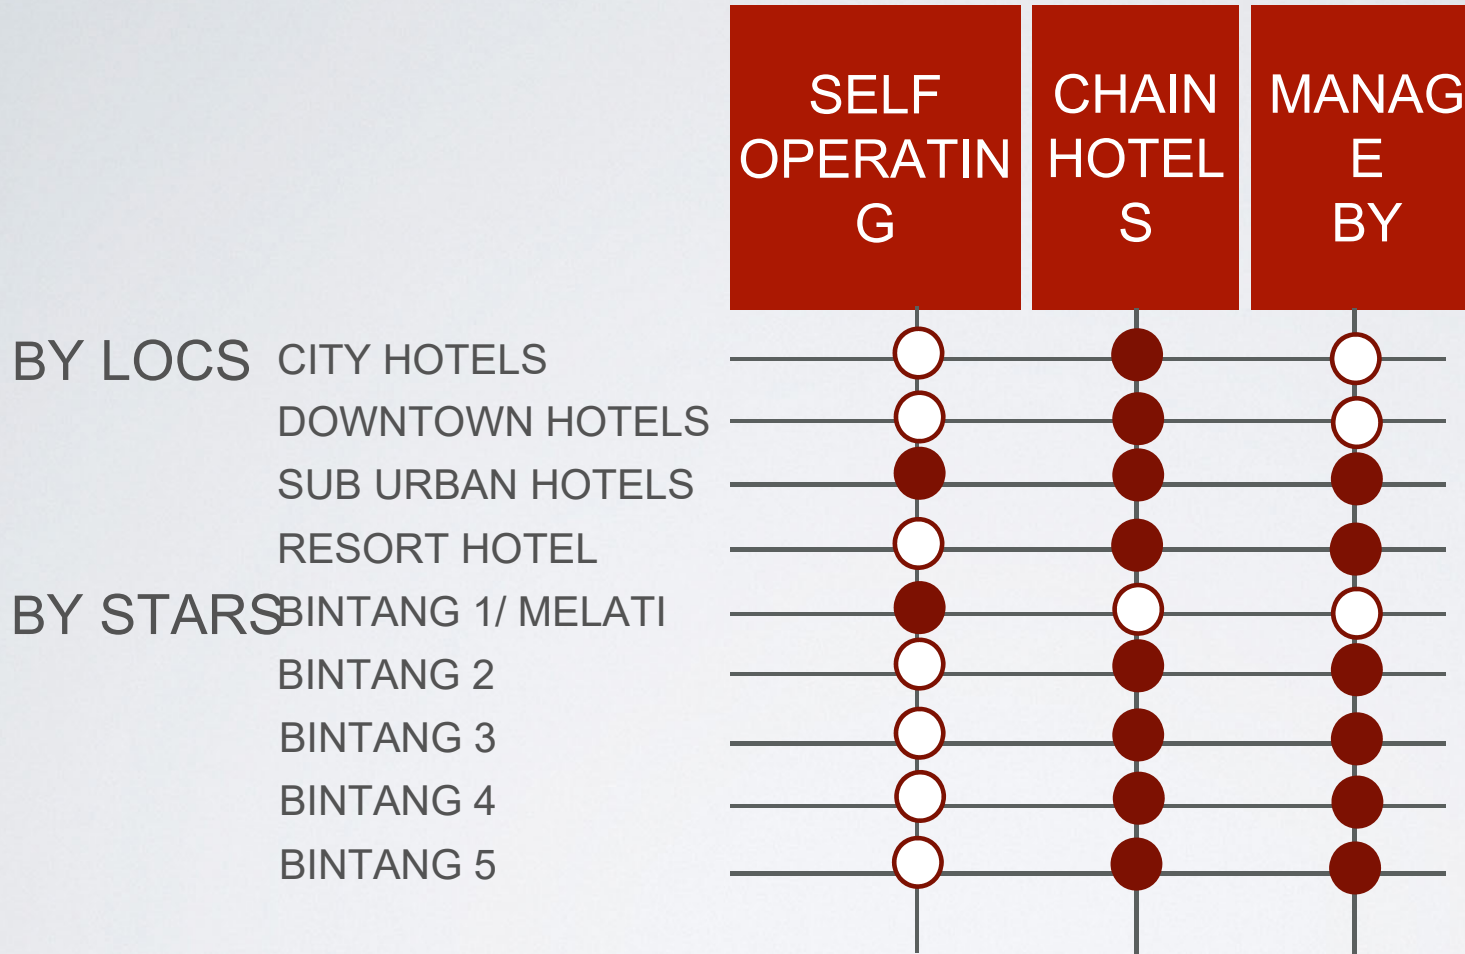 SELF
OPERATIN
G
CHAIN
HOTEL
S
MANAG
E
BY
BY LOCS CITY HOTELS
DOWNTOWN HOTELS
SUB URBAN HOTELS
RESORT HOTEL
BY STARS BINTANG 1/ MELATI
BINTANG 2
BINTANG 3
BINTANG 4
BINTANG 5